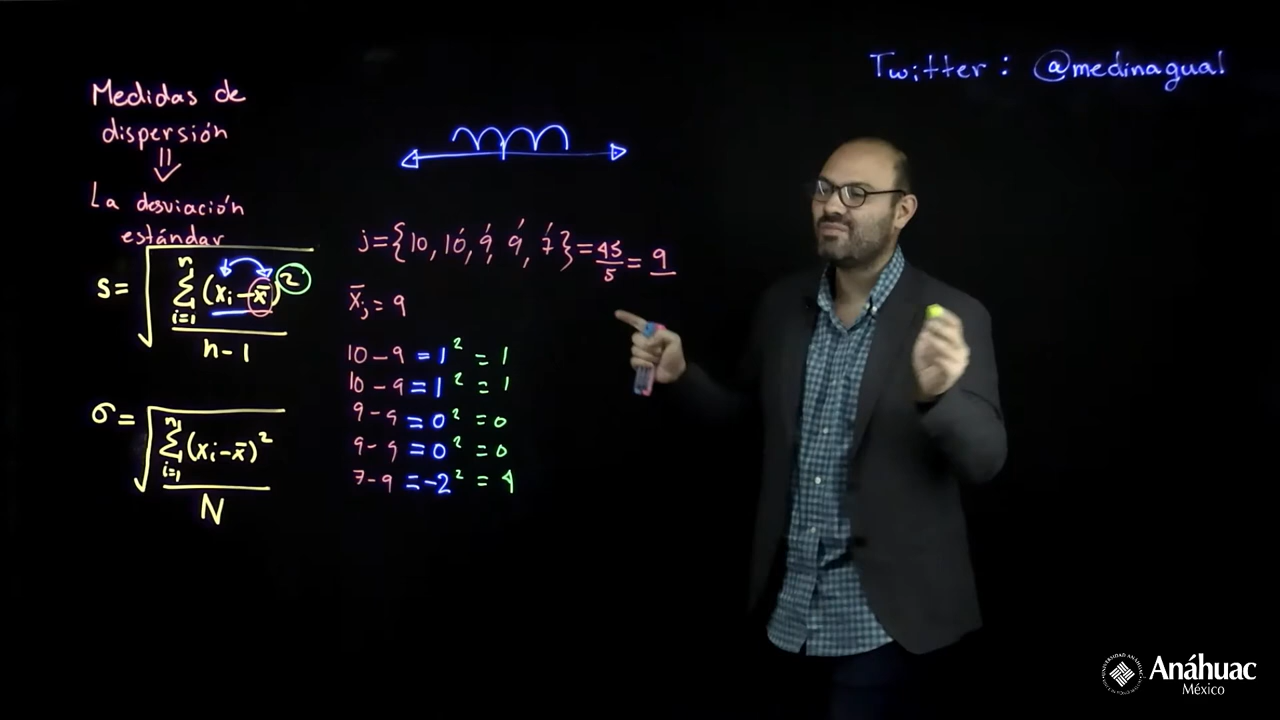 Medidas de
dispersión
⇓
La desviación
estándar
s = √(∑ᵢ₌₁ⁿ (xᵢ - x̄)² / n - 1)
σ = √(∑ᵢ₌₁ⁿ (xᵢ - x̄)² / N)
j = {10, 10, 9, 9, 7} = 45/5 = 9
x̄ⱼ = 9
10 - 9 = 1² = 1
10 - 9 = 1² = 1
9 - 9 = 0² = 0
9 - 9 = 0² = 0
7 - 9 = -2² = 4
Twitter: @medinagual
Anáhuac
México